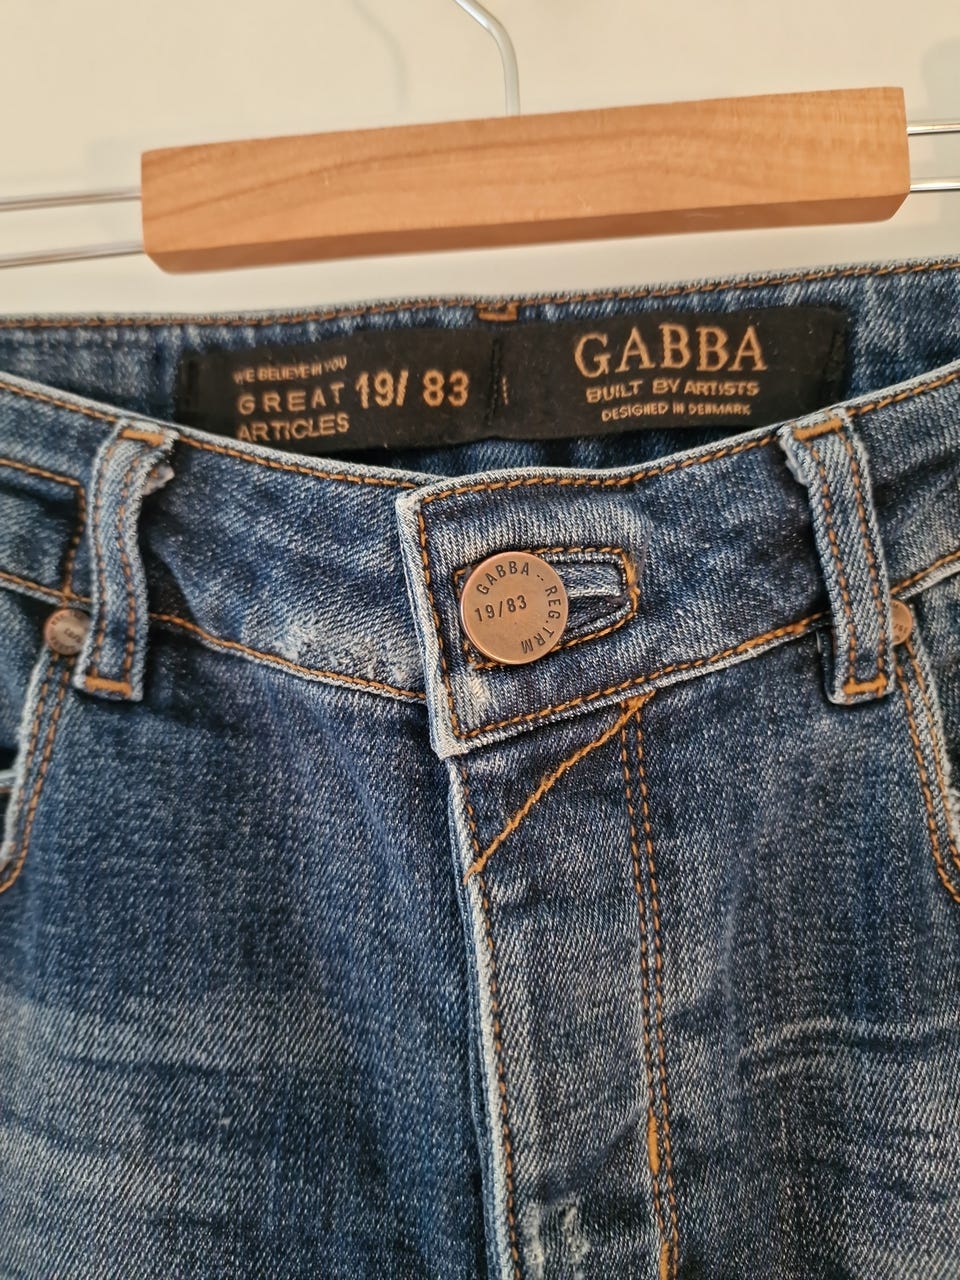 WE BELIEVE IN YOU
GREAT 19/ 83
ARTICLES
GABBA
BUILT BY ARTISTS
DESIGNED IN DENMARK
GABBA .. REG.TRM
19/83